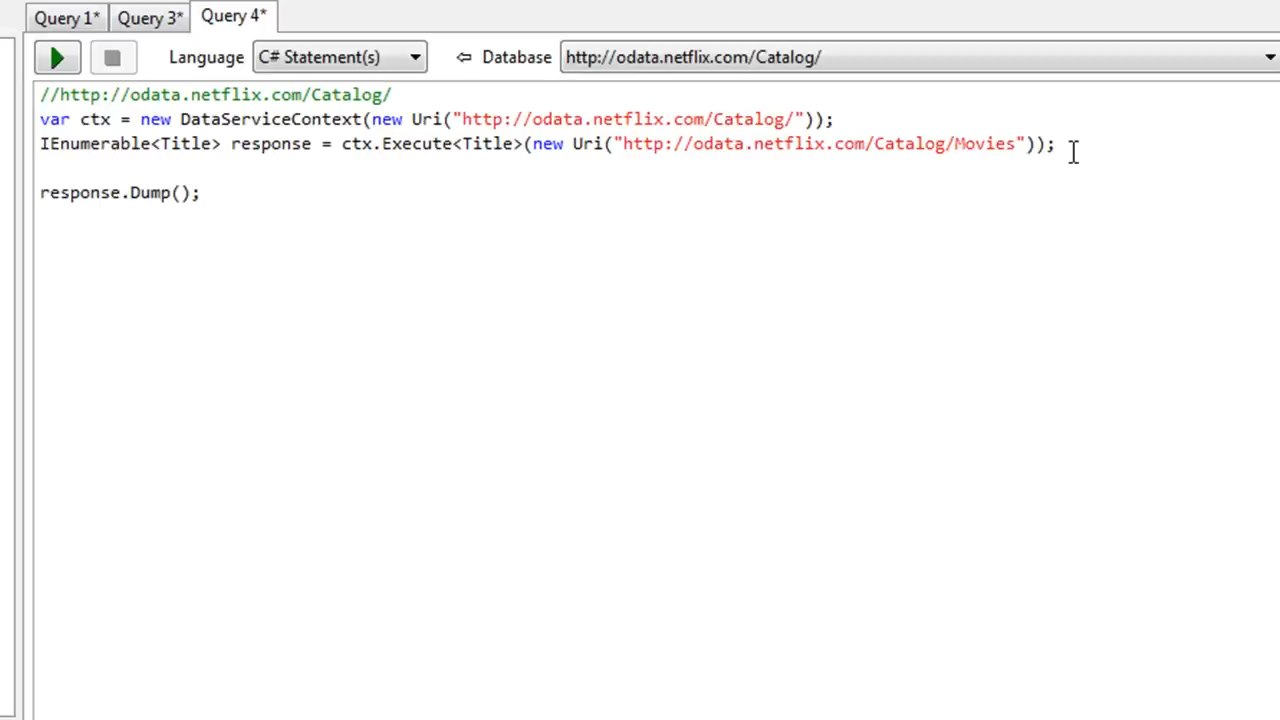 Query 1* Query 3* Query 4*
Language C# Statement(s) Database http://odata.netflix.com/Catalog/
//http://odata.netflix.com/Catalog/
var ctx = new DataServiceContext(new Uri("http://odata.netflix.com/Catalog/"));
IEnumerable<Title> response = ctx.Execute<Title>(new Uri("http://odata.netflix.com/Catalog/Movies"));
response.Dump();